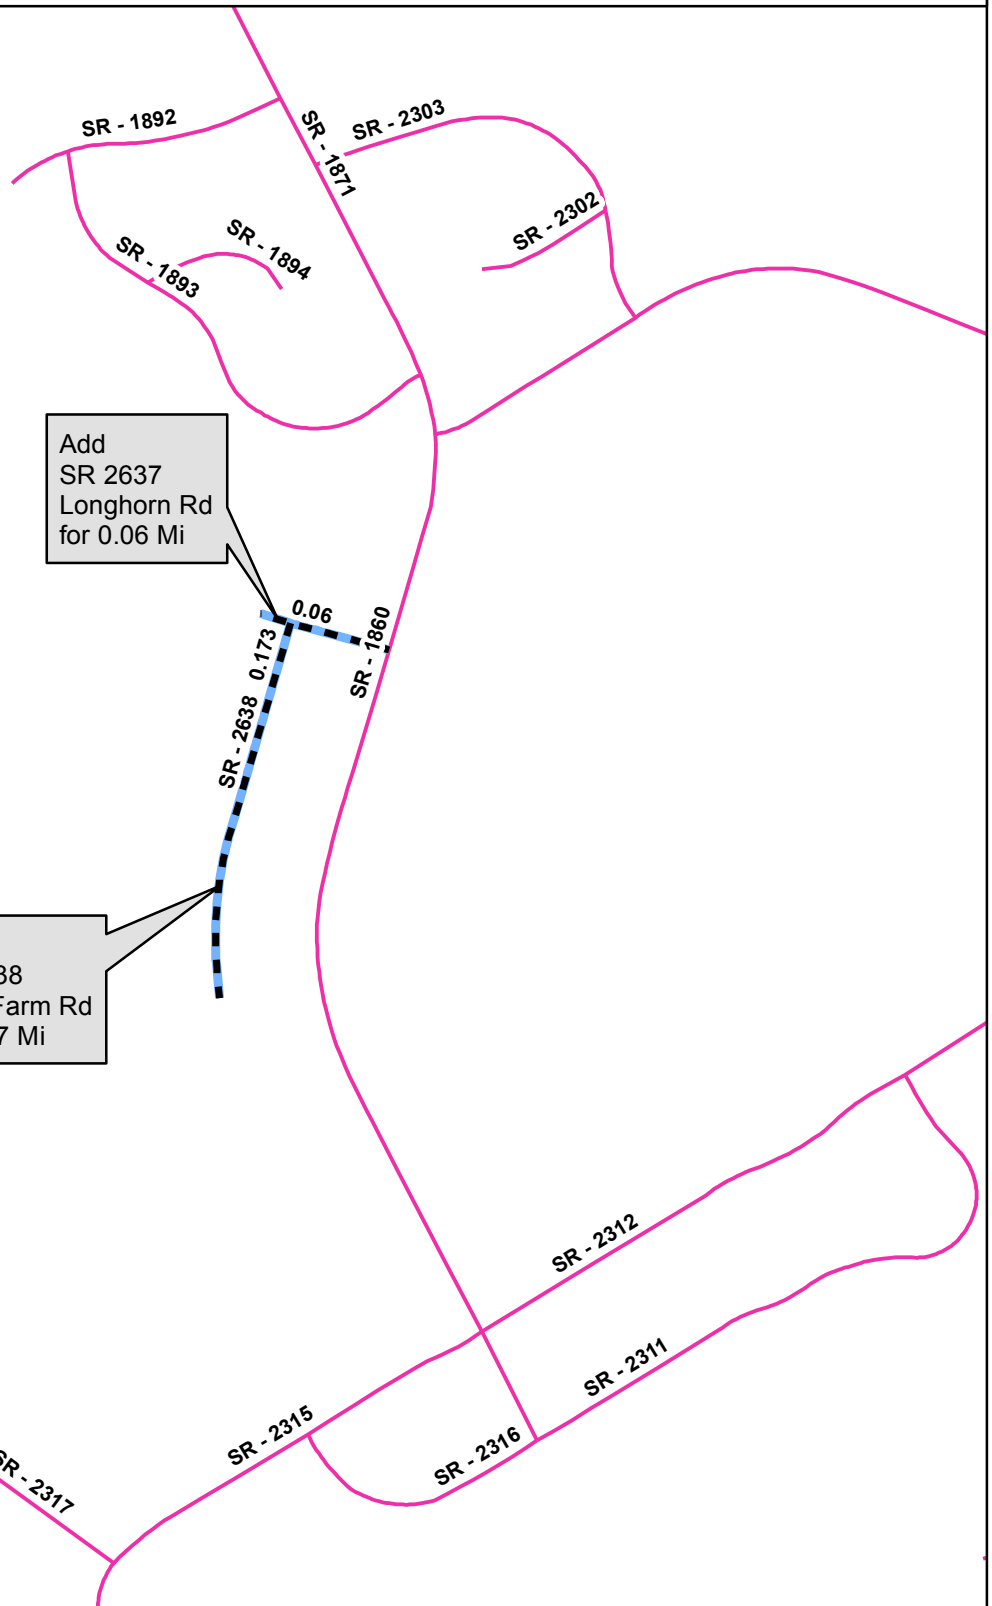 SR - 1892
SR - 1871
SR - 2303
SR - 2302
SR - 1894
SR - 1893
Add
SR 2637
Longhorn Rd
for 0.06 Mi
0.06
SR - 1860
0.173
SR - 2638
38
Farm Rd
7 Mi
SR - 2312
SR - 2311
SR - 2315
SR - 2316
SR - 2317